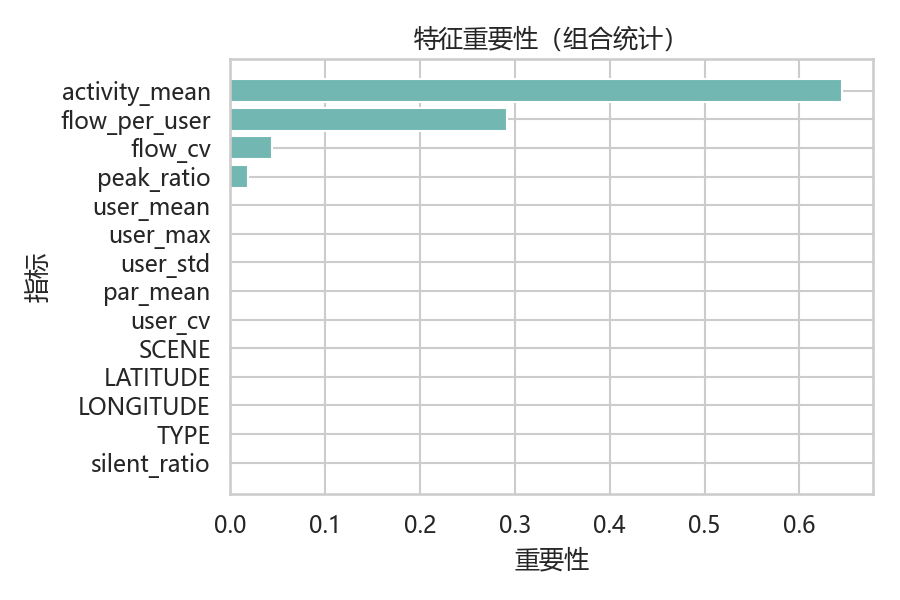 特征重要性（组合统计）
activity_mean
flow_per_user
flow_cv
peak_ratio
user_mean
user_max
user_std
par_mean
user_cv
SCENE
LATITUDE
LONGITUDE
TYPE
silent_ratio
指标
0.0 0.1 0.2 0.3 0.4 0.5 0.6
重要性